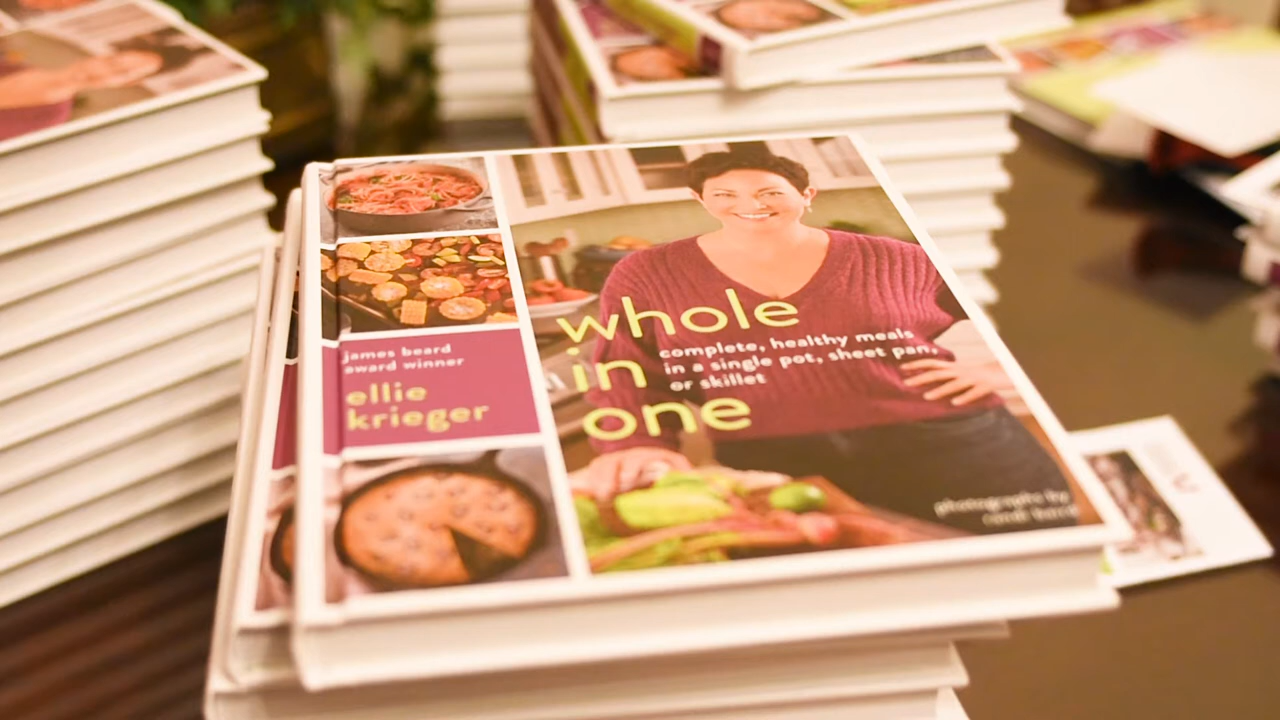 james beard
award winner
ellie
krieger
whole
in
one
complete, healthy meals
in a single pot, sheet pan,
or skillet
photographs by